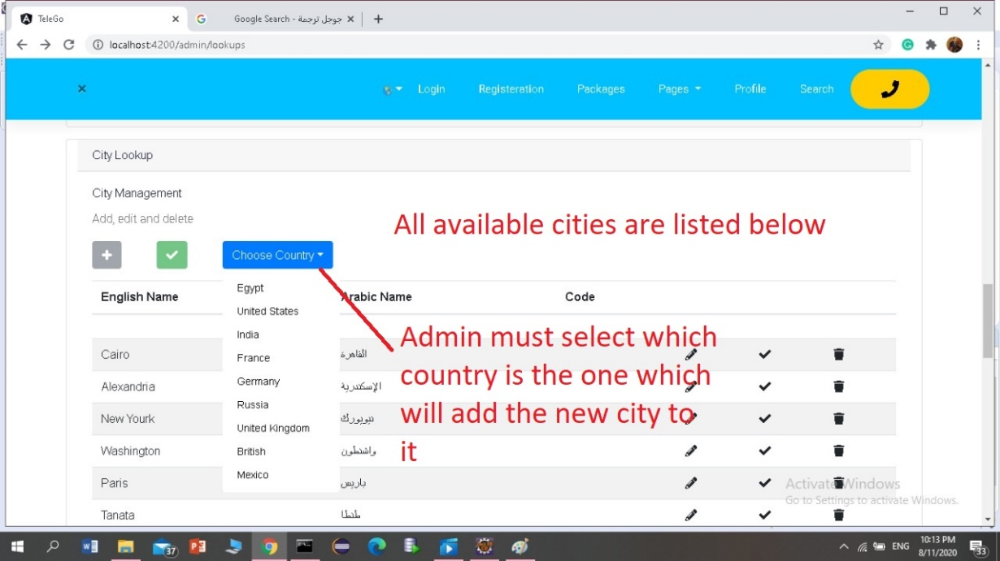 TeleGo
Google Search - جوجل ترجمة
localhost:4200/admin/lookups
Login Registeration Packages Pages Profile Search
City Lookup
City Management
Add, edit and delete
All available cities are listed below
Choose Country
English Name Arabic Name Code
Egypt
United States
India
France
Germany
Russia
United Kingdom
British
Mexico
Admin must select which
country is the one which
will add the new city to
it
Cairo القاهرة
Alexandria الإسكندرية
New Yourk نيويورك
Washington واشنطون
Paris باريس
Tanata طنطا
Activate Windows
Go to Settings to activate Windows.
37
ENG
10:13 PM
8/11/2020
33